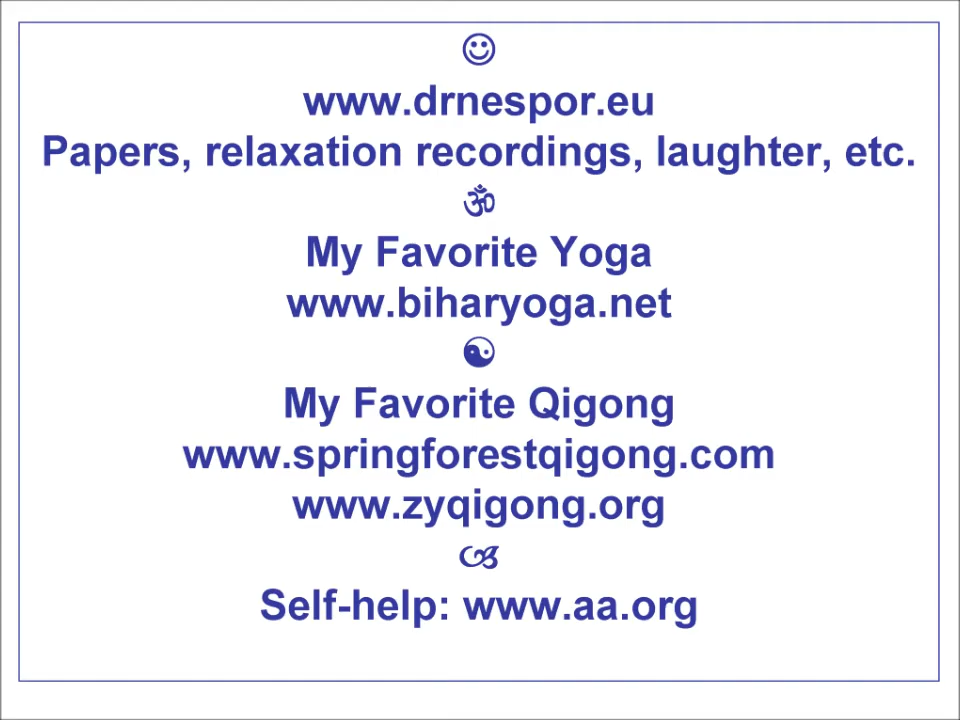 ☺
www.drnespor.eu
Papers, relaxation recordings, laughter, etc.
ॐ
My Favorite Yoga
www.biharyoga.net
☯
My Favorite Qigong
www.springforestqigong.com
www.zyqigong.org
Self-help: www.aa.org